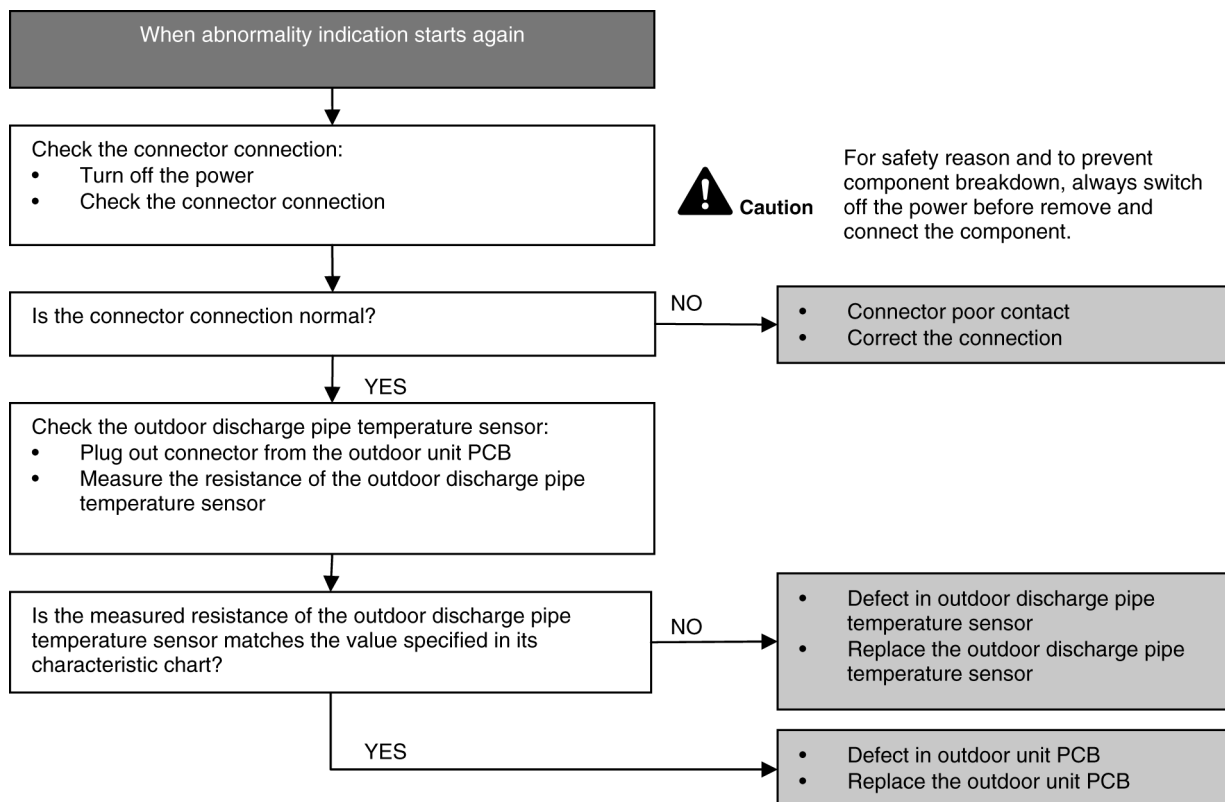 When abnormality indication starts again
Check the connector connection:
• Turn off the power
• Check the connector connection
Caution
For safety reason and to prevent
component breakdown, always switch
off the power before remove and
connect the component.
Is the connector connection normal?
NO
• Connector poor contact
• Correct the connection
YES
Check the outdoor discharge pipe temperature sensor:
• Plug out connector from the outdoor unit PCB
• Measure the resistance of the outdoor discharge pipe
temperature sensor
Is the measured resistance of the outdoor discharge pipe
temperature sensor matches the value specified in its
characteristic chart?
NO
• Defect in outdoor discharge pipe
temperature sensor
• Replace the outdoor discharge pipe
temperature sensor
YES
• Defect in outdoor unit PCB
• Replace the outdoor unit PCB